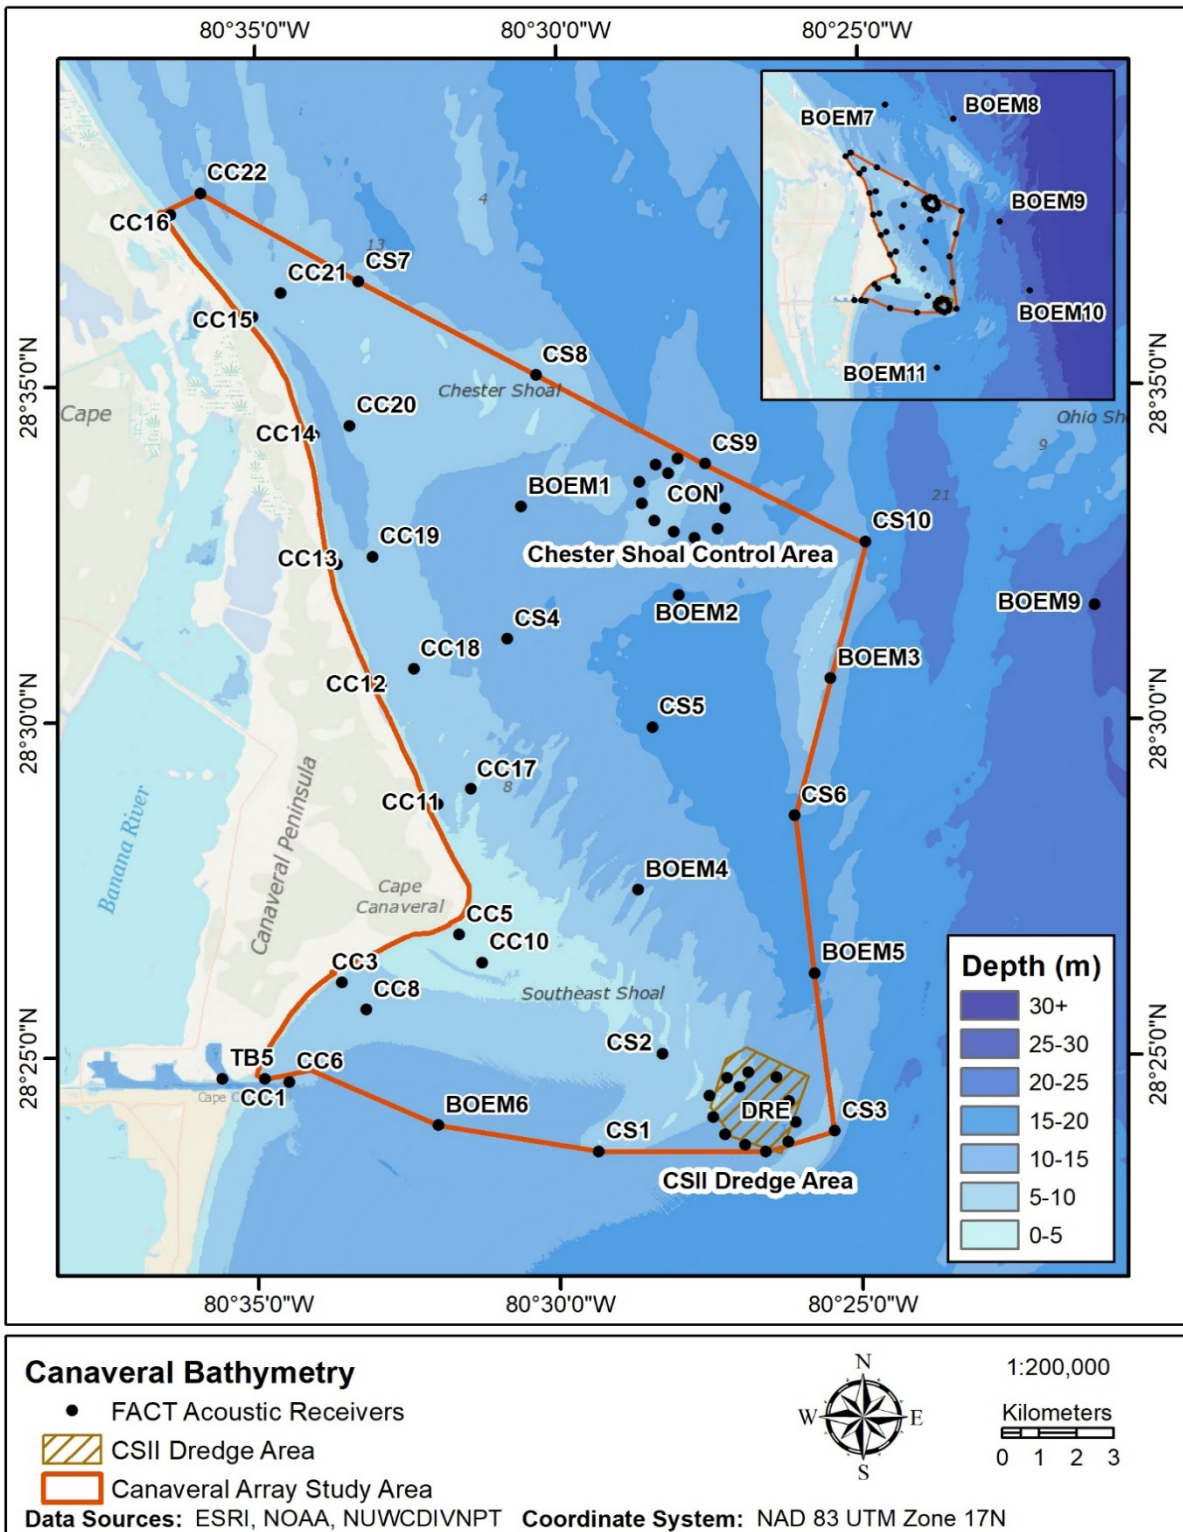 80°35'0"W
80°30'0"W
80°25'0"W
BOEM7
BOEM8
BOEM9
BOEM10
BOEM11
CC22
CC16
4
13
CS7
CC21
CC15
CS8
Chester Shoal
28°35'0"N
28°35'0"N
Cape
CC20
CC14
Ohio Sh
9
CS9
BOEM1
CON
21
CS10
Chester Shoal Control Area
CC19
CC13
BOEM2
BOEM9
CS4
CC18
BOEM3
CC12
28°30'0"N
28°30'0"N
CS5
CC17
8
CC11
CS6
Banana River
Canaveral Peninsula
BOEM4
Cape
Canaveral
CC5
CC10
CC3
CC8
BOEM5
Southeast Shoal
28°25'0"N
28°25'0"N
CS2
TB5
CC6
CC1
Cape
BOEM6
DRE
CS3
CS1
CSII Dredge Area
Depth (m)
30+
25-30
20-25
15-20
10-15
5-10
0-5
80°35'0"W
80°30'0"W
80°25'0"W
Canaveral Bathymetry
FACT Acoustic Receivers
CSII Dredge Area
Canaveral Array Study Area
N
W
E
S
1:200,000
Kilometers
0 1 2 3
Data Sources: ESRI, NOAA, NUWCDIVNPT Coordinate System: NAD 83 UTM Zone 17N